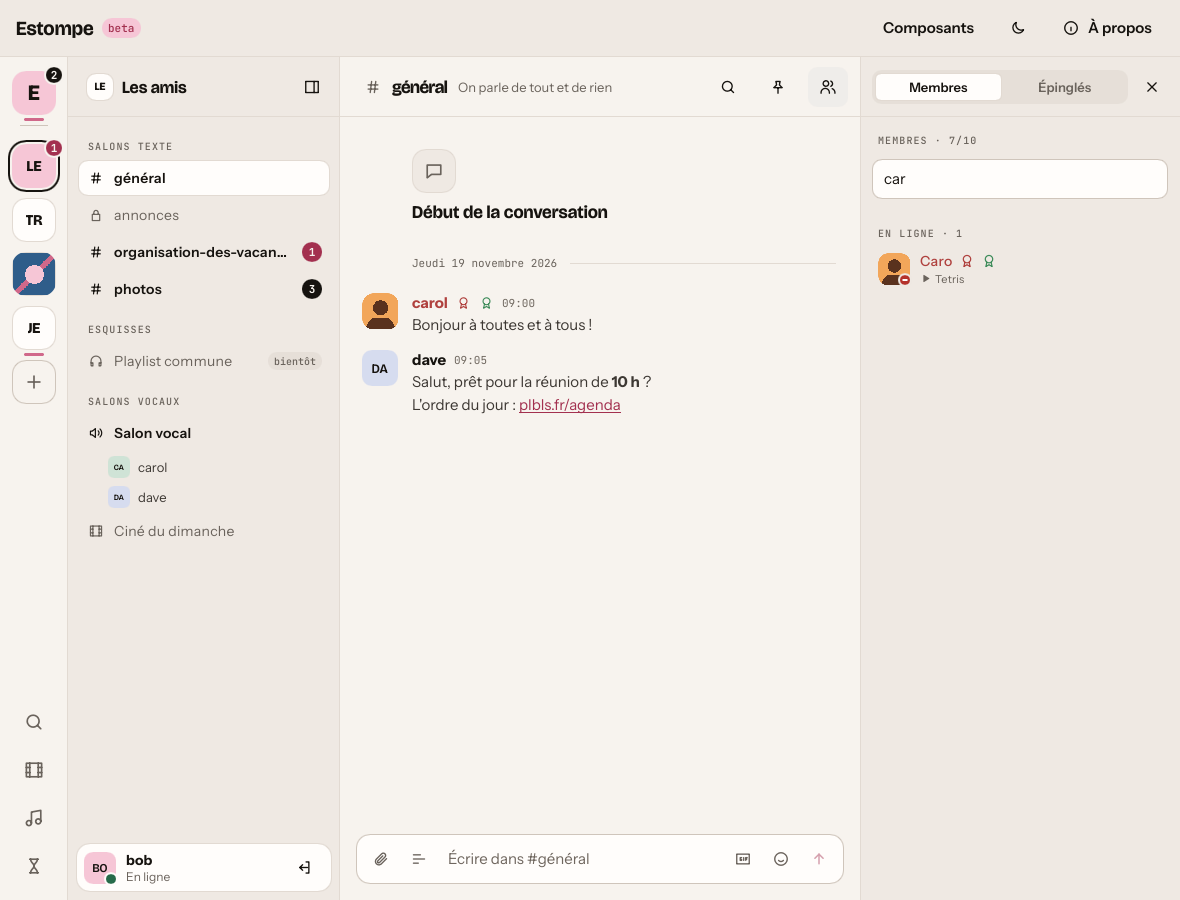 Estompe beta
Composants
À propos
E 2
LE 1
TR
JE
LE Les amis
SALONS TEXTE
# général
annonces
# organisation-des-vacan... 1
# photos 3
ESQUISSES
Playlist commune bientôt
SALONS VOCAUX
Salon vocal
CA carol
DA dave
Ciné du dimanche
BO bob
En ligne
# général On parle de tout et de rien
Début de la conversation
Jeudi 19 novembre 2026
carol 09:00
Bonjour à toutes et à tous !
DA dave 09:05
Salut, prêt pour la réunion de 10 h ?
L'ordre du jour : plbls.fr/agenda
Écrire dans #général
GIF
Membres Épinglés
MEMBRES · 7/10
car
EN LIGNE · 1
Caro
Tetris